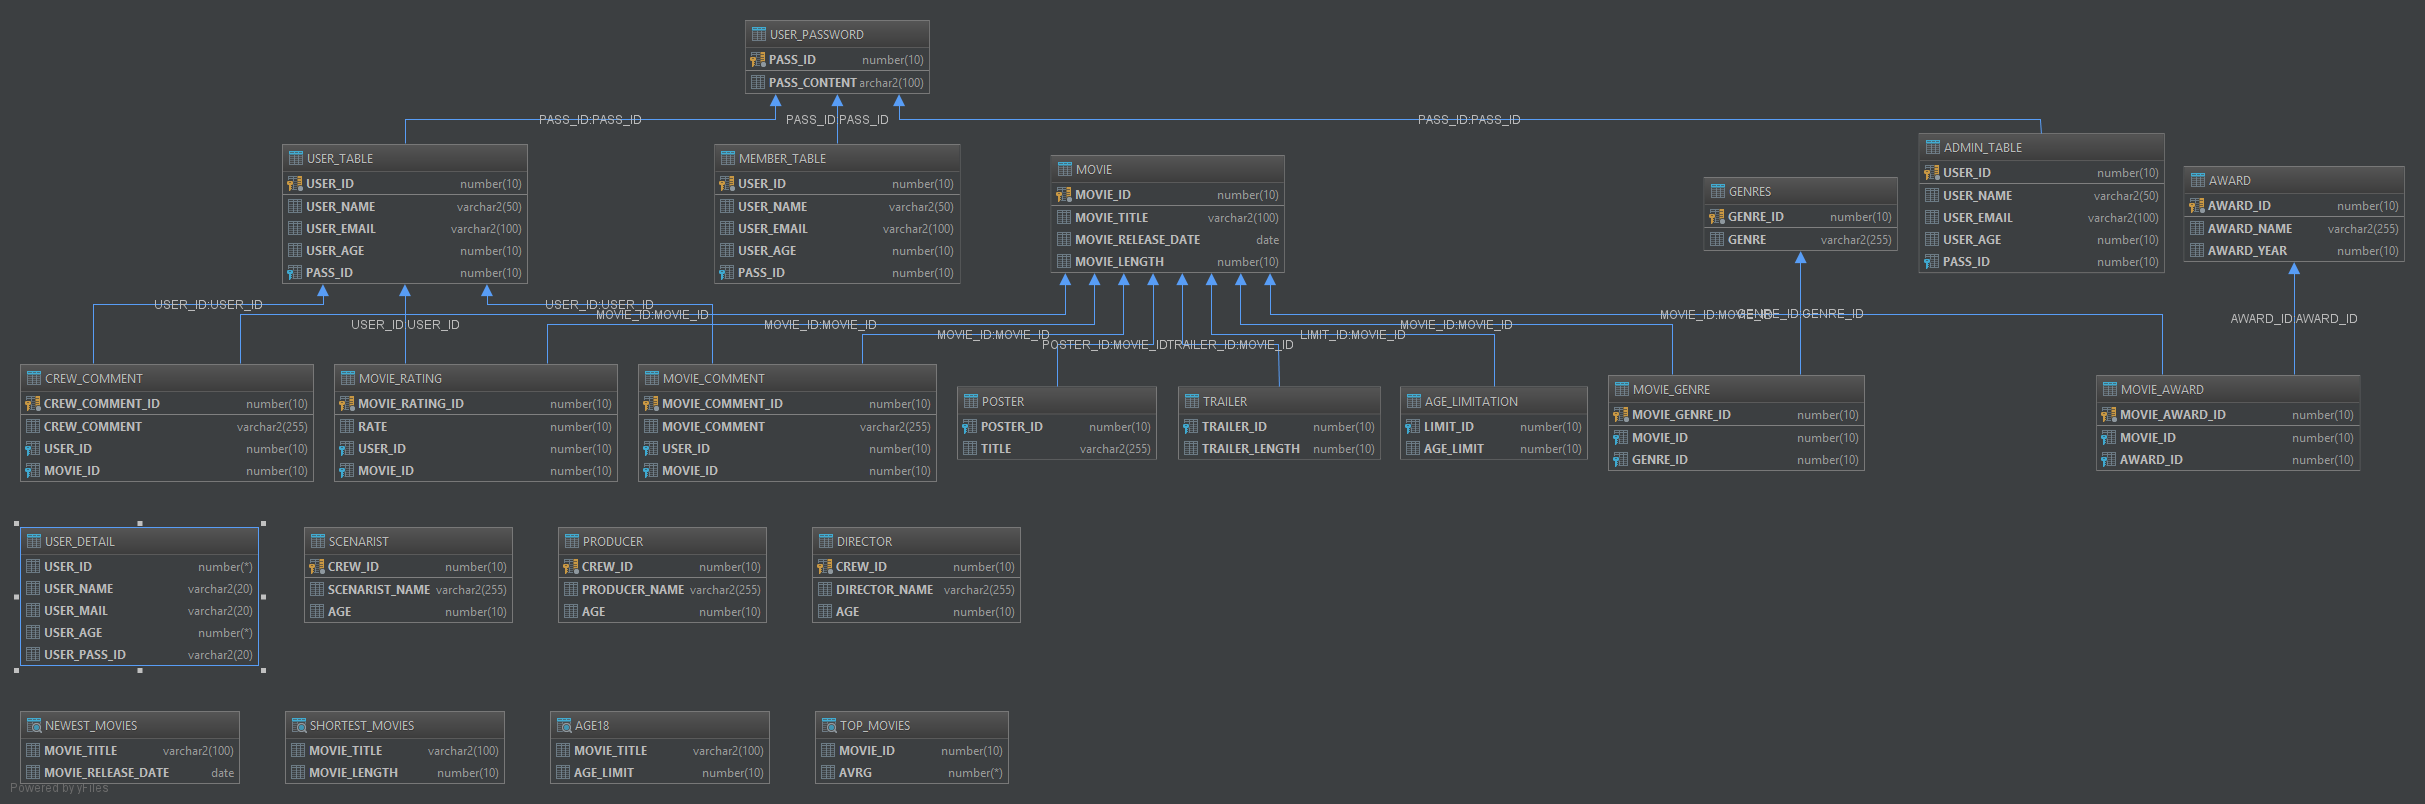 USER_PASSWORD
PASS_ID number(10)
PASS_CONTENT archar2(100)
PASS_ID:PASS_ID
PASS_ID:PASS_ID
PASS_ID:PASS_ID
USER_TABLE
USER_ID number(10)
USER_NAME varchar2(50)
USER_EMAIL varchar2(100)
USER_AGE number(10)
PASS_ID number(10)
MEMBER_TABLE
USER_ID number(10)
USER_NAME varchar2(50)
USER_EMAIL varchar2(100)
USER_AGE number(10)
PASS_ID number(10)
MOVIE
MOVIE_ID number(10)
MOVIE_TITLE varchar2(100)
MOVIE_RELEASE_DATE date
MOVIE_LENGTH number(10)
GENRES
GENRE_ID number(10)
GENRE varchar2(255)
ADMIN_TABLE
USER_ID number(10)
USER_NAME varchar2(50)
USER_EMAIL varchar2(100)
USER_AGE number(10)
PASS_ID number(10)
AWARD
AWARD_ID number(10)
AWARD_NAME varchar2(255)
AWARD_YEAR number(10)
USER_ID:USER_ID
USER_ID:USER_ID
USER_ID:USER_ID
MOVIE_ID:MOVIE_ID
MOVIE_ID:MOVIE_ID
MOVIE_ID:MOVIE_ID
POSTER_ID:MOVIE_ID
TRAILER_ID:MOVIE_ID
LIMIT_ID:MOVIE_ID
MOVIE_ID:MOVIE_ID
MOVIE_ID:MOVIE_ID
GENRE_ID:GENRE_ID
AWARD_ID:AWARD_ID
CREW_COMMENT
CREW_COMMENT_ID number(10)
CREW_COMMENT varchar2(255)
USER_ID number(10)
MOVIE_ID number(10)
MOVIE_RATING
MOVIE_RATING_ID number(10)
RATE number(10)
USER_ID number(10)
MOVIE_ID number(10)
MOVIE_COMMENT
MOVIE_COMMENT_ID number(10)
MOVIE_COMMENT varchar2(255)
USER_ID number(10)
MOVIE_ID number(10)
POSTER
POSTER_ID number(10)
TITLE varchar2(255)
TRAILER
TRAILER_ID number(10)
TRAILER_LENGTH number(10)
AGE_LIMITATION
LIMIT_ID number(10)
AGE_LIMIT number(10)
MOVIE_GENRE
MOVIE_GENRE_ID number(10)
MOVIE_ID number(10)
GENRE_ID number(10)
MOVIE_AWARD
MOVIE_AWARD_ID number(10)
MOVIE_ID number(10)
AWARD_ID number(10)
USER_DETAIL
USER_ID number(*)
USER_NAME varchar2(20)
USER_MAIL varchar2(20)
USER_AGE number(*)
USER_PASS_ID varchar2(20)
SCENARIST
CREW_ID number(10)
SCENARIST_NAME varchar2(255)
AGE number(10)
PRODUCER
CREW_ID number(10)
PRODUCER_NAME varchar2(255)
AGE number(10)
DIRECTOR
CREW_ID number(10)
DIRECTOR_NAME varchar2(255)
AGE number(10)
NEWEST_MOVIES
MOVIE_TITLE varchar2(100)
MOVIE_RELEASE_DATE date
SHORTEST_MOVIES
MOVIE_TITLE varchar2(100)
MOVIE_LENGTH number(10)
AGE18
MOVIE_TITLE varchar2(100)
AGE_LIMIT number(10)
TOP_MOVIES
MOVIE_ID number(10)
AVRG number(*)
Powered by yFiles